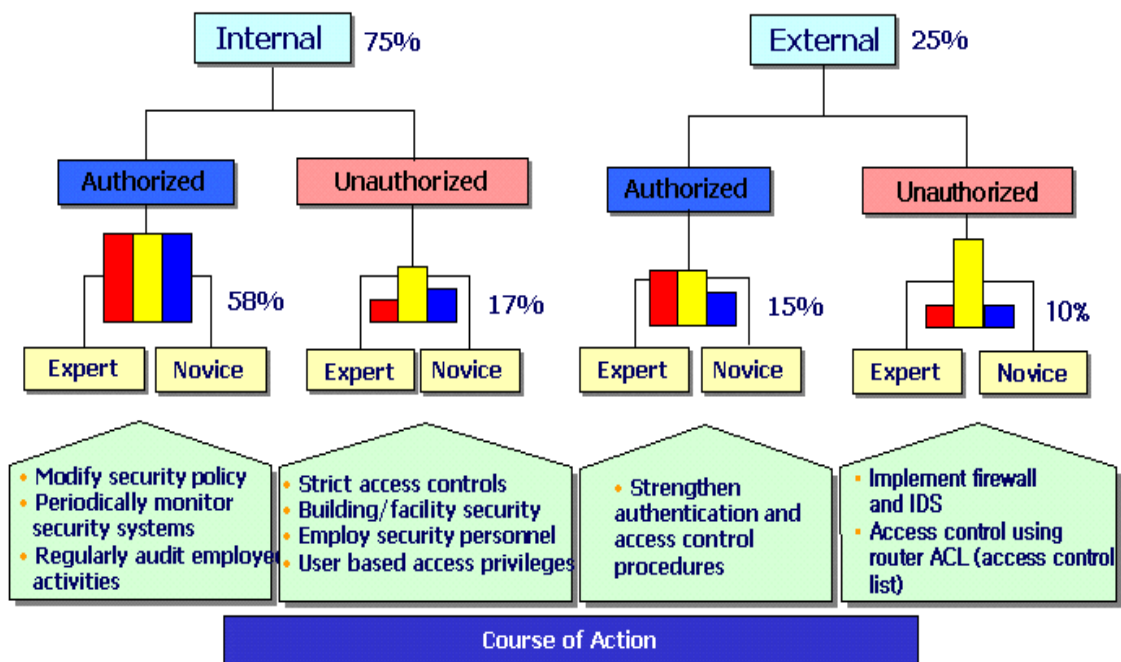 Internal 75%
External 25%
Authorized
Unauthorized
Authorized
Unauthorized
58%
17%
15%
10%
Expert
Novice
Expert
Novice
Expert
Novice
Expert
Novice
• Modify security policy
• Periodically monitor
security systems
• Regularly audit employee
activities
• Strict access controls
• Building/facility security
• Employ security personnel
• User based access privileges
• Strengthen
authentication and
access control
procedures
• Implement firewall
and IDS
• Access control using
router ACL (access control
list)
Course of Action